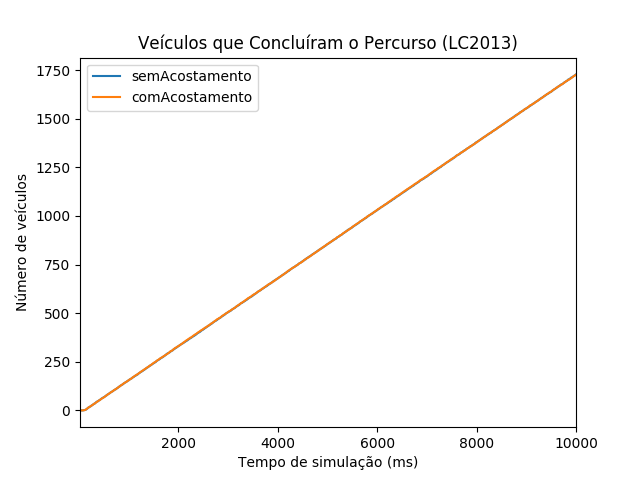 Veículos que Concluíram o Percurso (LC2013)
semAcostamento
comAcostamento
Número de veículos
1750
1500
1250
1000
750
500
250
0
2000
4000
6000
8000
10000
Tempo de simulação (ms)